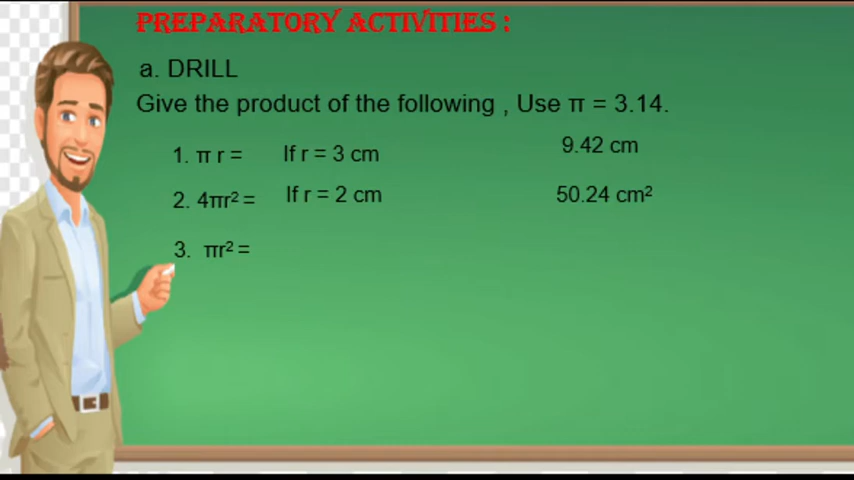 PREPARATORY ACTIVITIES :
a. DRILL
Give the product of the following , Use π = 3.14.
1. π r = If r = 3 cm 9.42 cm
2. 4πr² = If r = 2 cm 50.24 cm²
3. πr² =